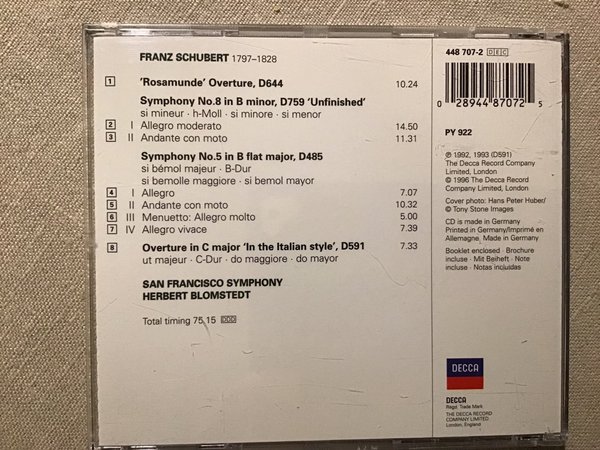 FRANZ SCHUBERT 1797–1828
1 'Rosamunde' Overture, D644 10.24
Symphony No.8 in B minor, D759 'Unfinished'
si mineur · h-Moll · si minore · si menor
2 I Allegro moderato 14.50
3 II Andante con moto 11.31
Symphony No.5 in B flat major, D485
si bémol majeur · B-Dur
si bemolle maggiore · si bemol mayor
4 I Allegro 7.07
5 II Andante con moto 10.32
6 III Menuetto: Allegro molto 5.00
7 IV Allegro vivace 7.39
8 Overture in C major 'In the Italian style', D591 7.33
ut majeur · C-Dur · do maggiore · do mayor
SAN FRANCISCO SYMPHONY
HERBERT BLOMSTEDT
Total timing 75.15 DDD
448 707-2 DEC
0 28944 87072 5
PY 922
℗ 1992, 1993 (D591)
The Decca Record Company
Limited, London
© 1996 The Decca Record
Company Limited, London
Cover photo: Hans Peter Huber/
© Tony Stone Images
CD is made in Germany
Printed in Germany/Imprimé en
Allemagne. Made in Germany
Booklet enclosed · Brochure
incluse · Mit Beiheft · Note
incluse · Notas incluidas
DECCA
DECCA
Regd. Trade Mark
THE DECCA RECORD
COMPANY LIMITED
London, England